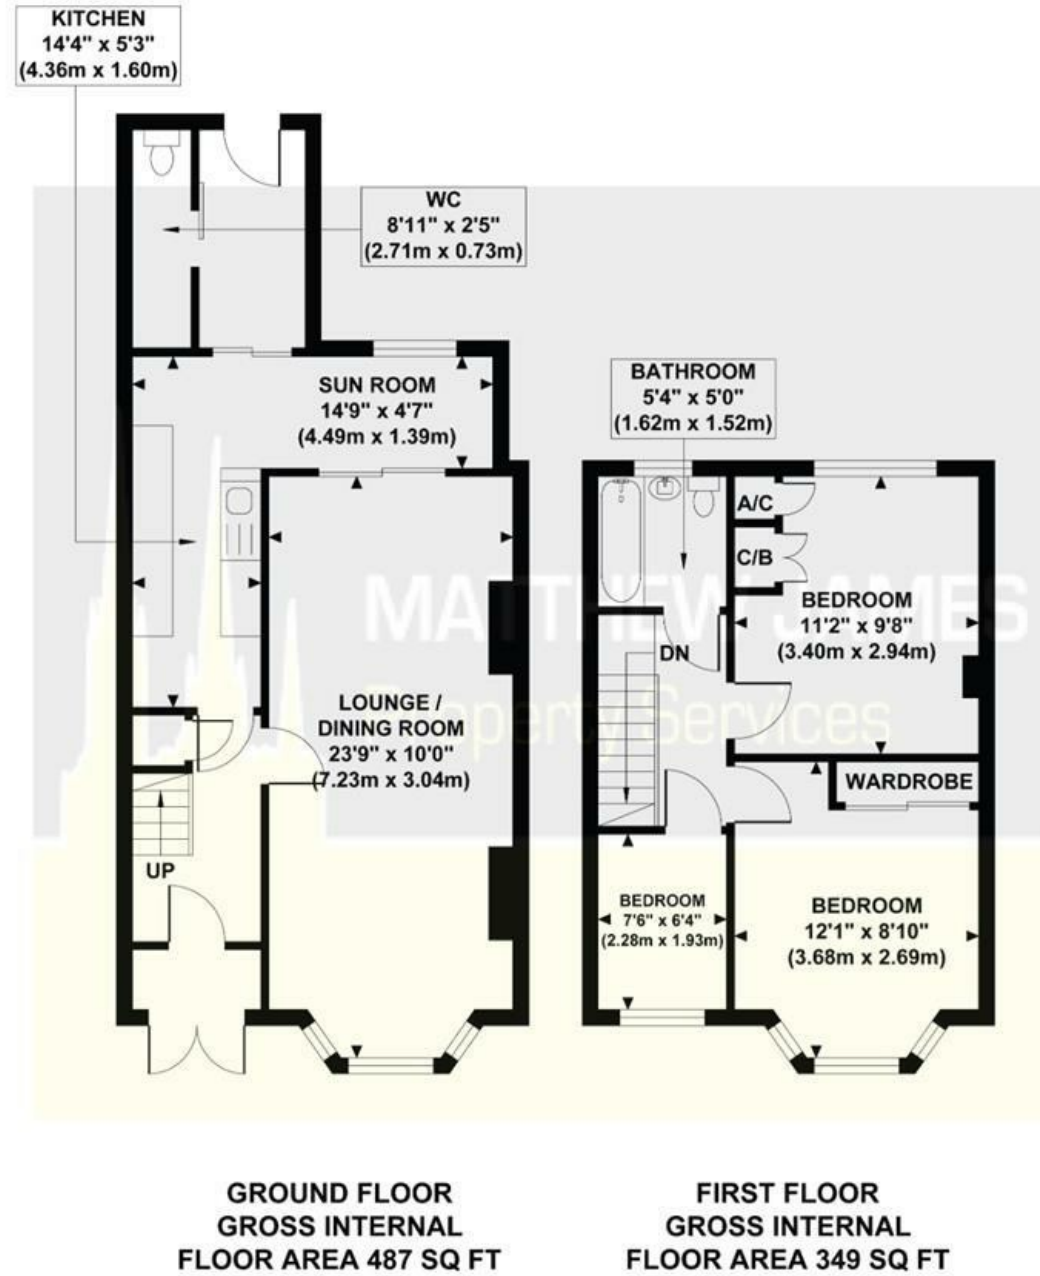 KITCHEN
14'4" x 5'3"
(4.36m x 1.60m)
WC
8'11" x 2'5"
(2.71m x 0.73m)
SUN ROOM
14'9" x 4'7"
(4.49m x 1.39m)
LOUNGE /
DINING ROOM
23'9" x 10'0"
(7.23m x 3.04m)
UP
BATHROOM
5'4" x 5'0"
(1.62m x 1.52m)
A/C
C/B
BEDROOM
11'2" x 9'8"
(3.40m x 2.94m)
DN
WARDROBE
BEDROOM
7'6" x 6'4"
(2.28m x 1.93m)
BEDROOM
12'1" x 8'10"
(3.68m x 2.69m)
MATTHEW JAMES
Property Services
GROUND FLOOR
GROSS INTERNAL
FLOOR AREA 487 SQ FT
FIRST FLOOR
GROSS INTERNAL
FLOOR AREA 349 SQ FT